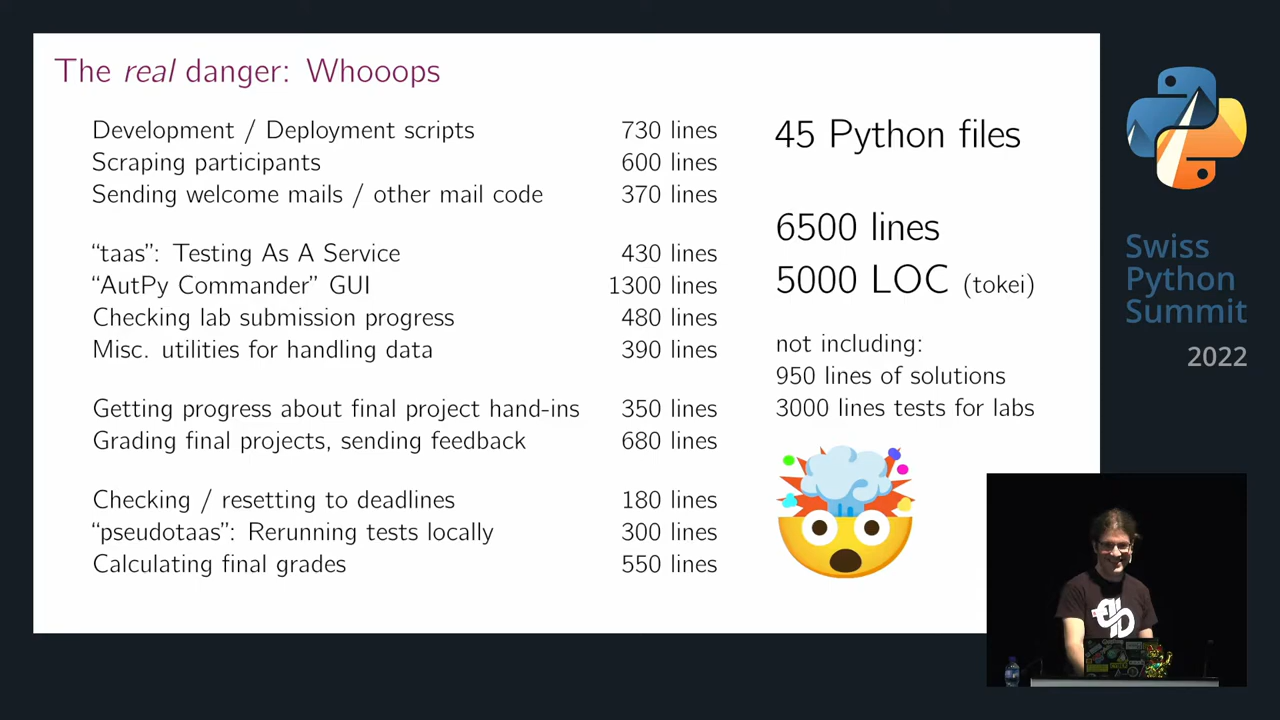 The real danger: Whooops
Development / Deployment scripts 730 lines
Scraping participants 600 lines
Sending welcome mails / other mail code 370 lines
“taas”: Testing As A Service 430 lines
“AutPy Commander” GUI 1300 lines
Checking lab submission progress 480 lines
Misc. utilities for handling data 390 lines
Getting progress about final project hand-ins 350 lines
Grading final projects, sending feedback 680 lines
Checking / resetting to deadlines 180 lines
“pseudotaas”: Rerunning tests locally 300 lines
Calculating final grades 550 lines
45 Python files
6500 lines
5000 LOC (tokei)
not including:
950 lines of solutions
3000 lines tests for labs
Swiss
Python
Summit
2022